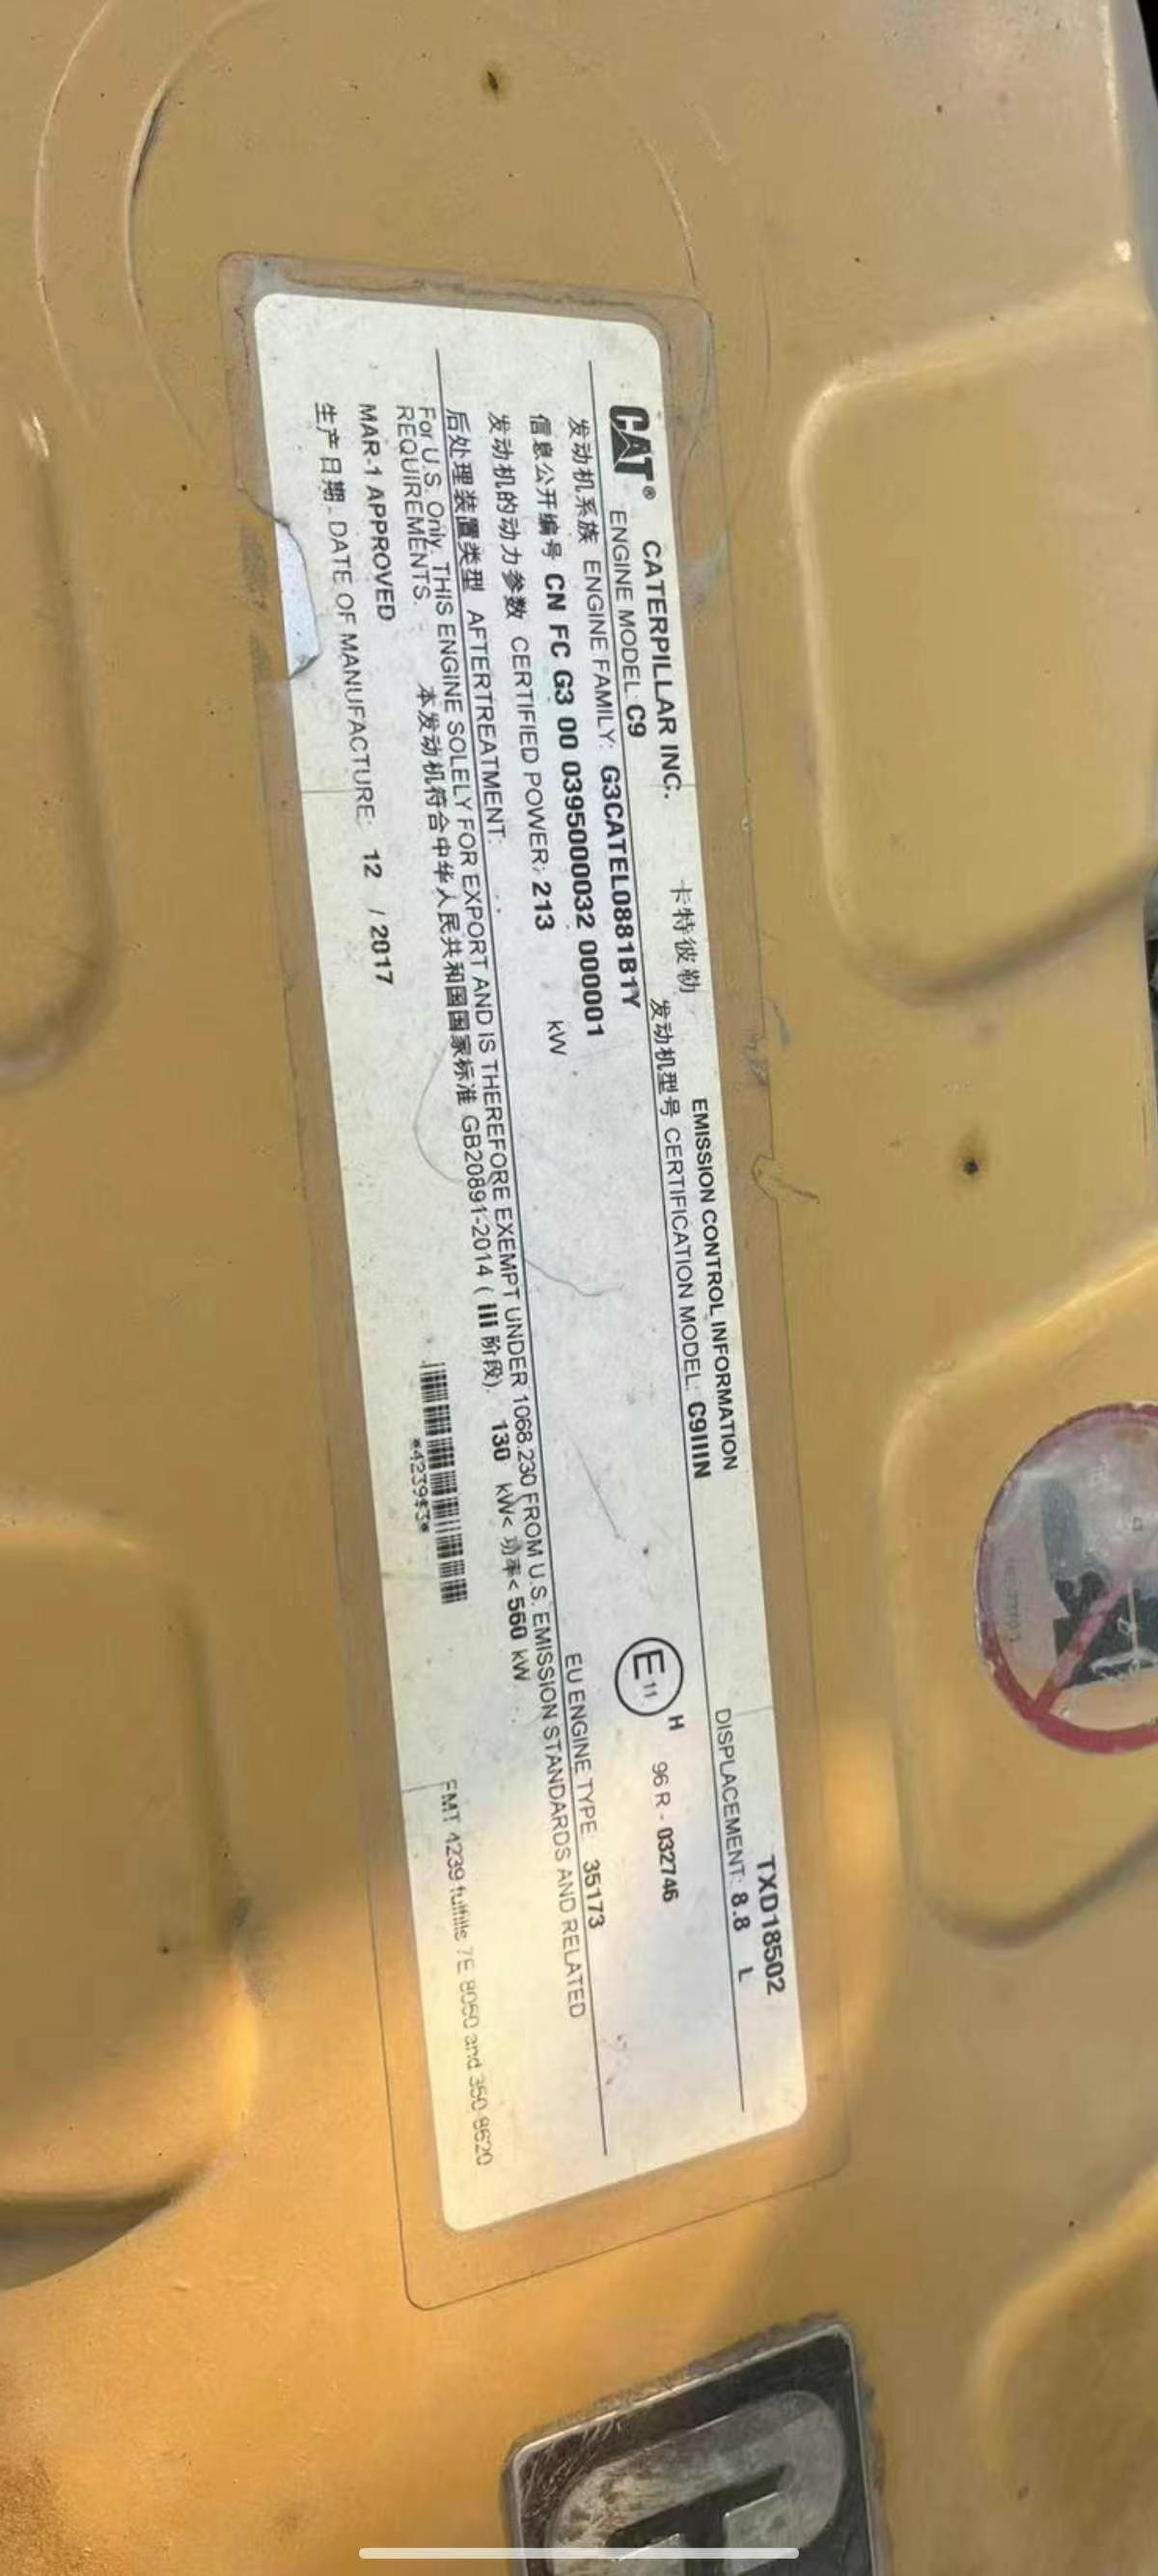 CAT® CATERPILLAR INC. 卡特彼勒 EMISSION CONTROL INFORMATION TXD18502
ENGINE MODEL: C9 发动机型号 CERTIFICATION MODEL: C9IIIN DISPLACEMENT: 8.8 L
发动机系族 ENGINE FAMILY: G3CATEL0881B1Y
信息公开编号 CN FC G3 00 0395000032 000001 E 11 H 96 R - 032746
发动机的动力参数 CERTIFIED POWER: 213 kW
后处理装置类型 AFTERTREATMENT: EU ENGINE TYPE: 35173
For U.S. Only. THIS ENGINE SOLELY FOR EXPORT AND IS THEREFORE EXEMPT UNDER 1068.230 FROM U.S. EMISSION STANDARDS AND RELATED
REQUIREMENTS. 本发动机符合中华人民共和国国家标准 GB20891-2014 ( III 阶段). 130 kW< 功率< 560 kW
MAR-1 APPROVED
生产日期. DATE OF MANUFACTURE: 12 / 2017
EMT 4239 fulfills 7E 8060 and 350-8620